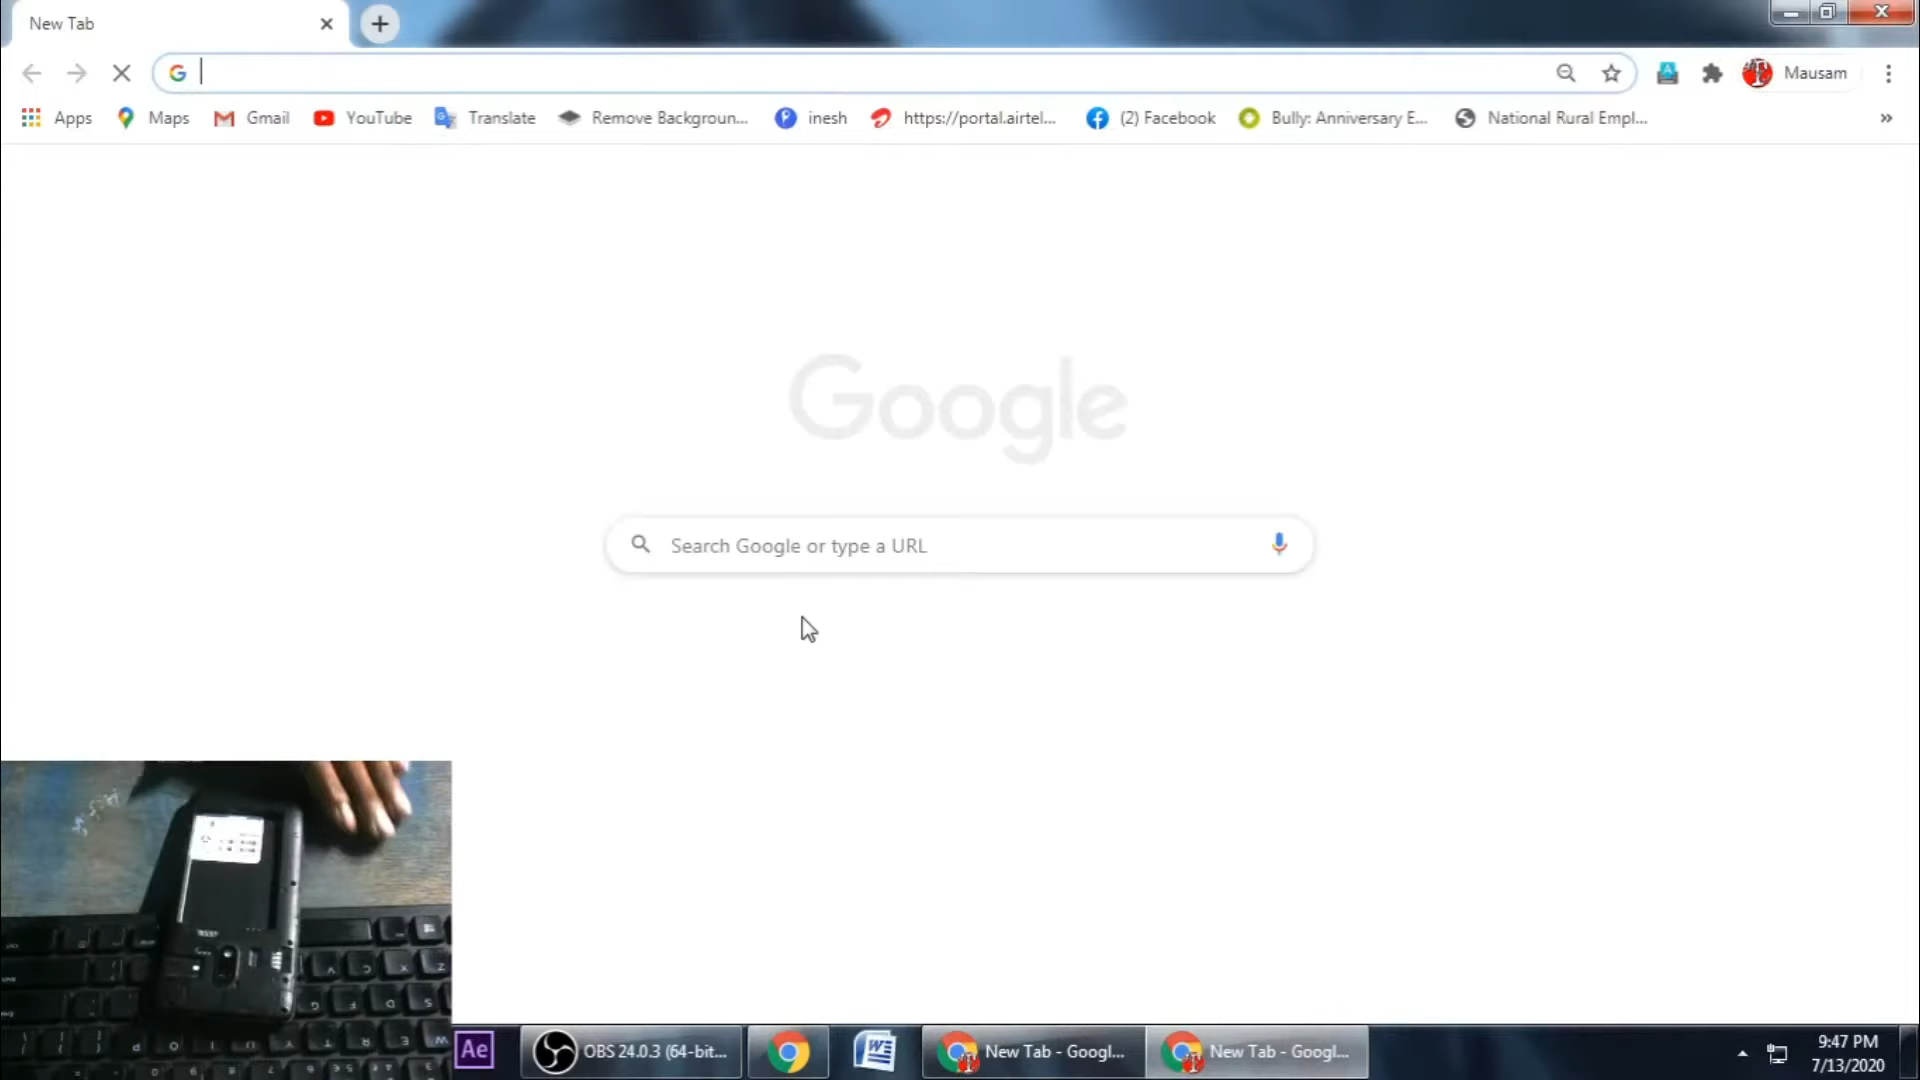 New Tab
Mausam
Apps Maps Gmail YouTube Translate Remove Backgroun... inesh https://portal.airtel... (2) Facebook Bully: Anniversary E... National Rural Empl... »
Google
Search Google or type a URL
Ae OBS 24.0.3 (64-bit... New Tab - Googl... New Tab - Googl...
9:47 PM
7/13/2020